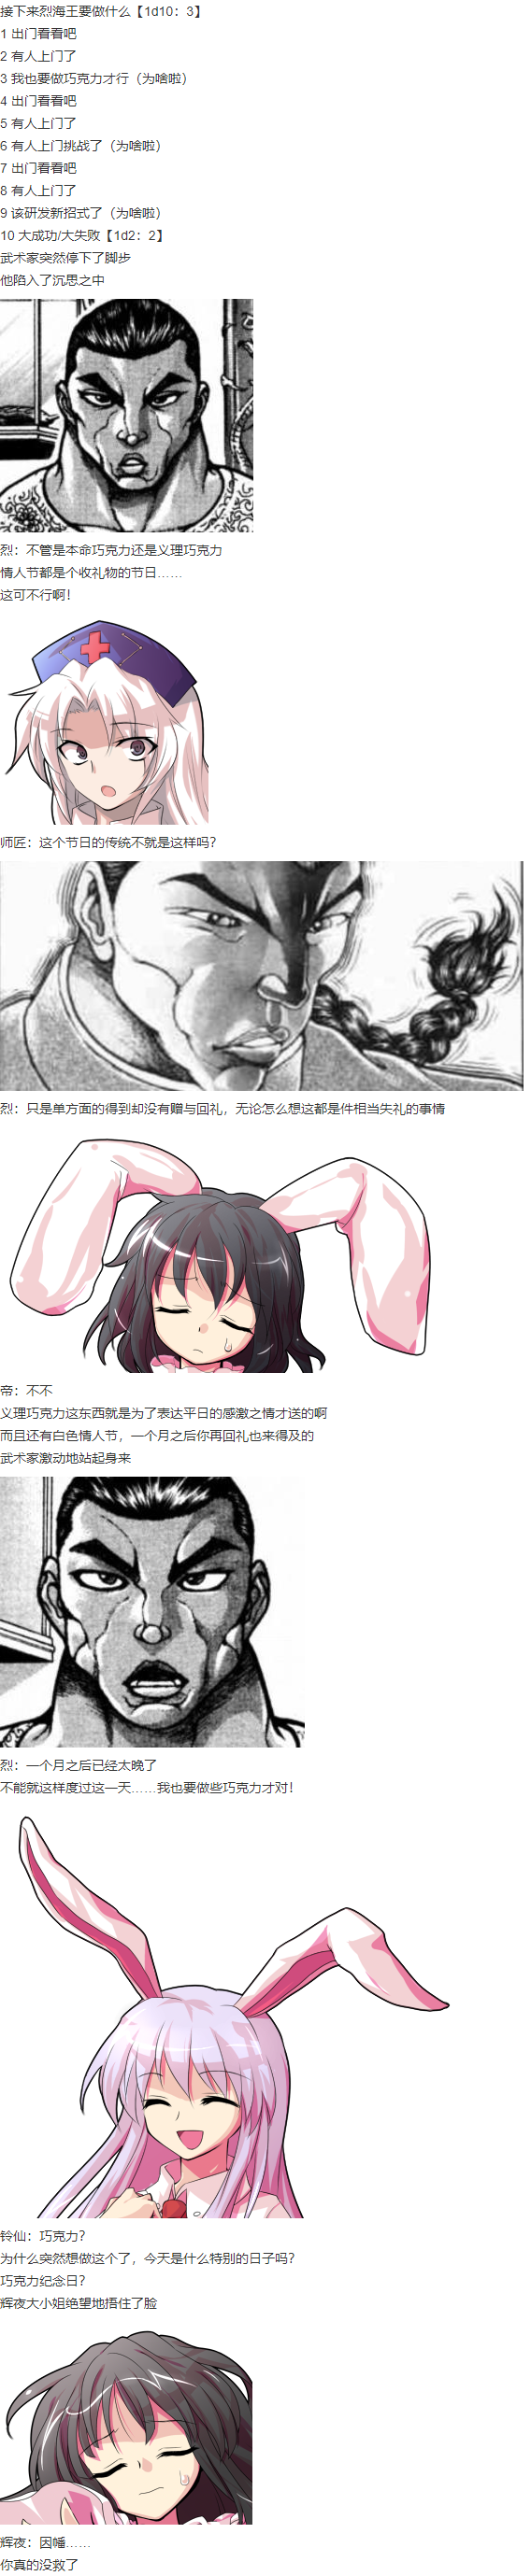 接下来烈海王要做什么【1d10：3】
1 出门看看吧
2 有人上门了
3 我也要做巧克力才行（为啥啦）
4 出门看看吧
5 有人上门了
6 有人上门挑战了（为啥啦）
7 出门看看吧
8 有人上门了
9 该研发新招式了（为啥啦）
10 大成功/大失败【1d2：2】
武术家突然停下了脚步
他陷入了沉思之中
烈：不管是本命巧克力还是义理巧克力
情人节都是个收礼物的节日……
这可不行啊！
师匠：这个节日的传统不就是这样吗？
烈：只是单方面的得到却没有赠与回礼，无论怎么想这都是件相当失礼的事情
帝：不不
义理巧克力这东西就是为了表达平日的感激之情才送的啊
而且还有白色情人节，一个月之后你再回礼也来得及的
武术家激动地站起身来
烈：一个月之后已经太晚了
不能就这样度过这一天……我也要做些巧克力才对！
铃仙：巧克力？
为什么突然想做这个了，今天是什么特别的日子吗？
巧克力纪念日？
辉夜大小姐绝望地捂住了脸
辉夜：因幡……
你真的没救了